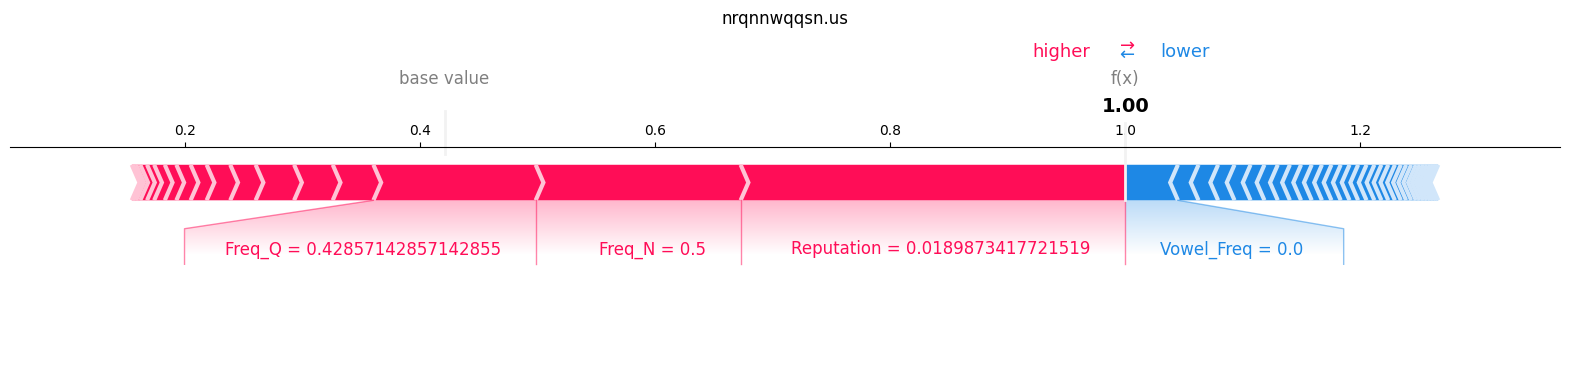 nrqnnwqqsn.us
higher ⇄ lower
base value f(x)
1.00
0.2 0.4 0.6 0.8 1.0 1.2
Freq_Q = 0.42857142857142855 Freq_N = 0.5 Reputation = 0.0189873417721519 Vowel_Freq = 0.0